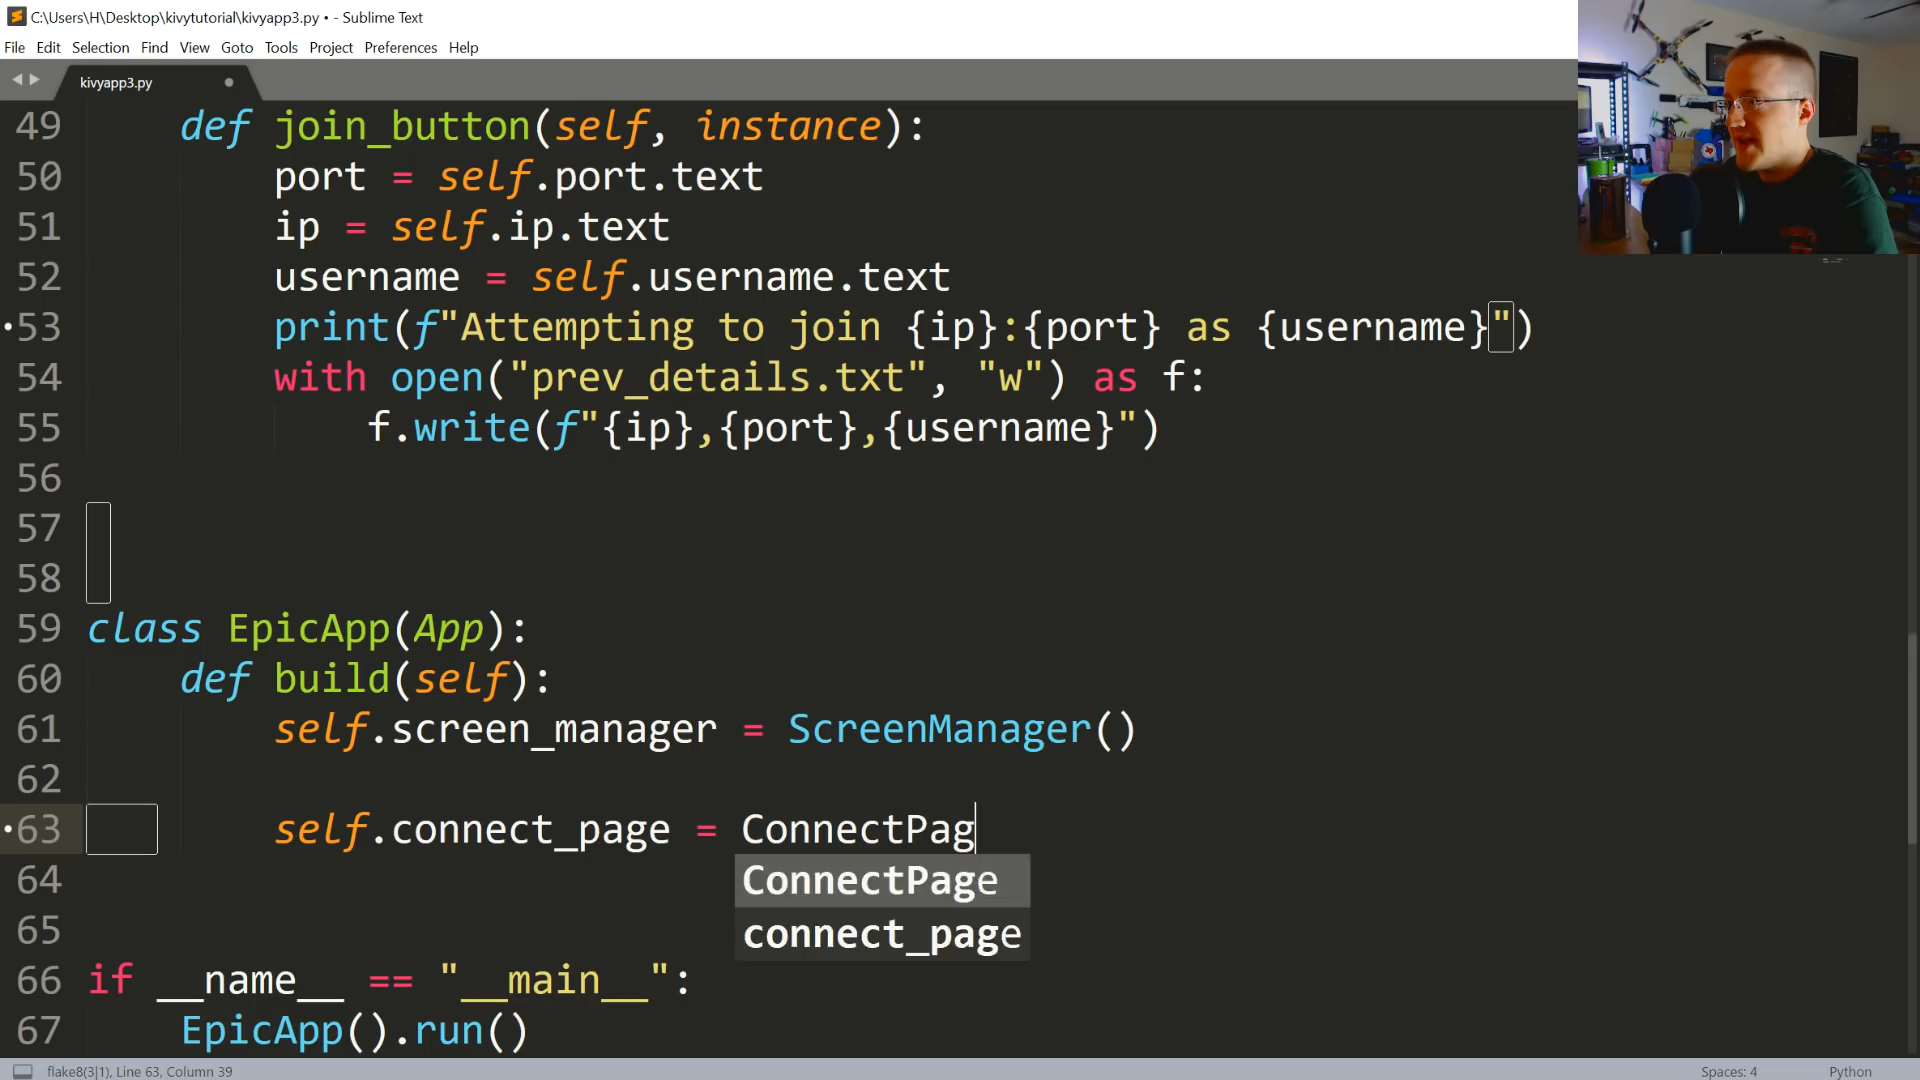 C:\Users\H\Desktop\kivytutorial\kivyapp3.py • - Sublime Text
File Edit Selection Find View Goto Tools Project Preferences Help
kivyapp3.py
49 def join_button(self, instance):
50 port = self.port.text
51 ip = self.ip.text
52 username = self.username.text
53 print(f"Attempting to join {ip}:{port} as {username}")
54 with open("prev_details.txt", "w") as f:
55 f.write(f"{ip},{port},{username}")
56
57
58
59 class EpicApp(App):
60 def build(self):
61 self.screen_manager = ScreenManager()
62
63 self.connect_page = ConnectPag
64 ConnectPage
65 connect_page
66 if __name__ == "__main__":
67 EpicApp().run()
flake8(3|1), Line 63, Column 39 Spaces: 4 Python